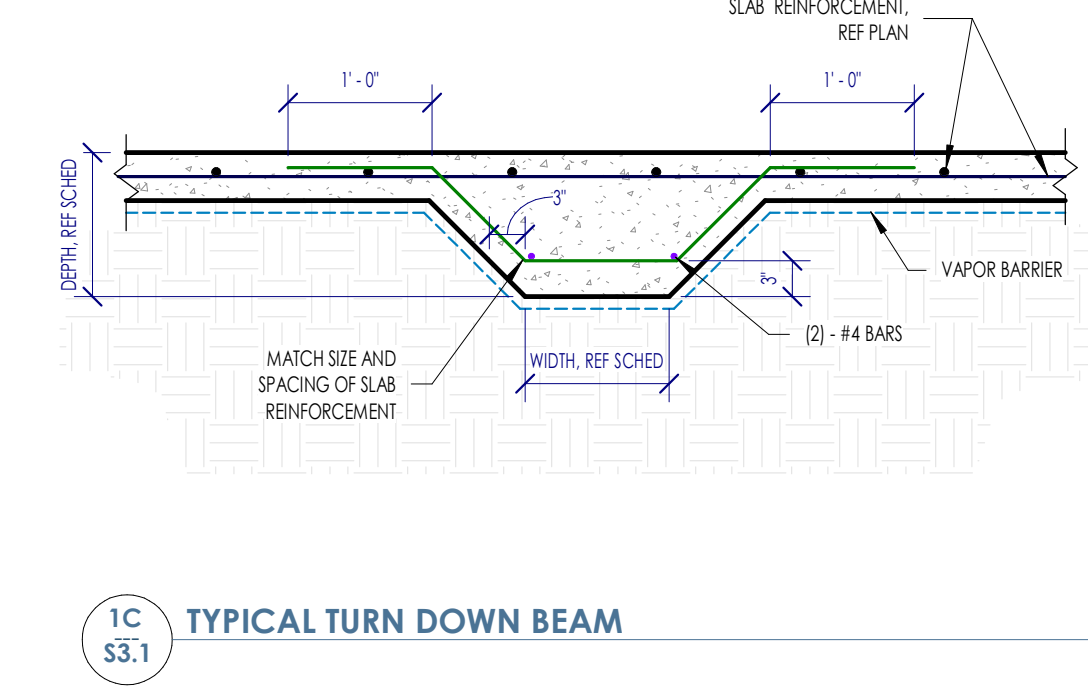 SLAB REINFORCEMENT,
REF PLAN
1' - 0"
1' - 0"
DEPTH, REF SCHED
3"
VAPOR BARRIER
3"
(2) - #4 BARS
MATCH SIZE AND
SPACING OF SLAB
REINFORCEMENT
WIDTH, REF SCHED
1C
---
S3.1
TYPICAL TURN DOWN BEAM